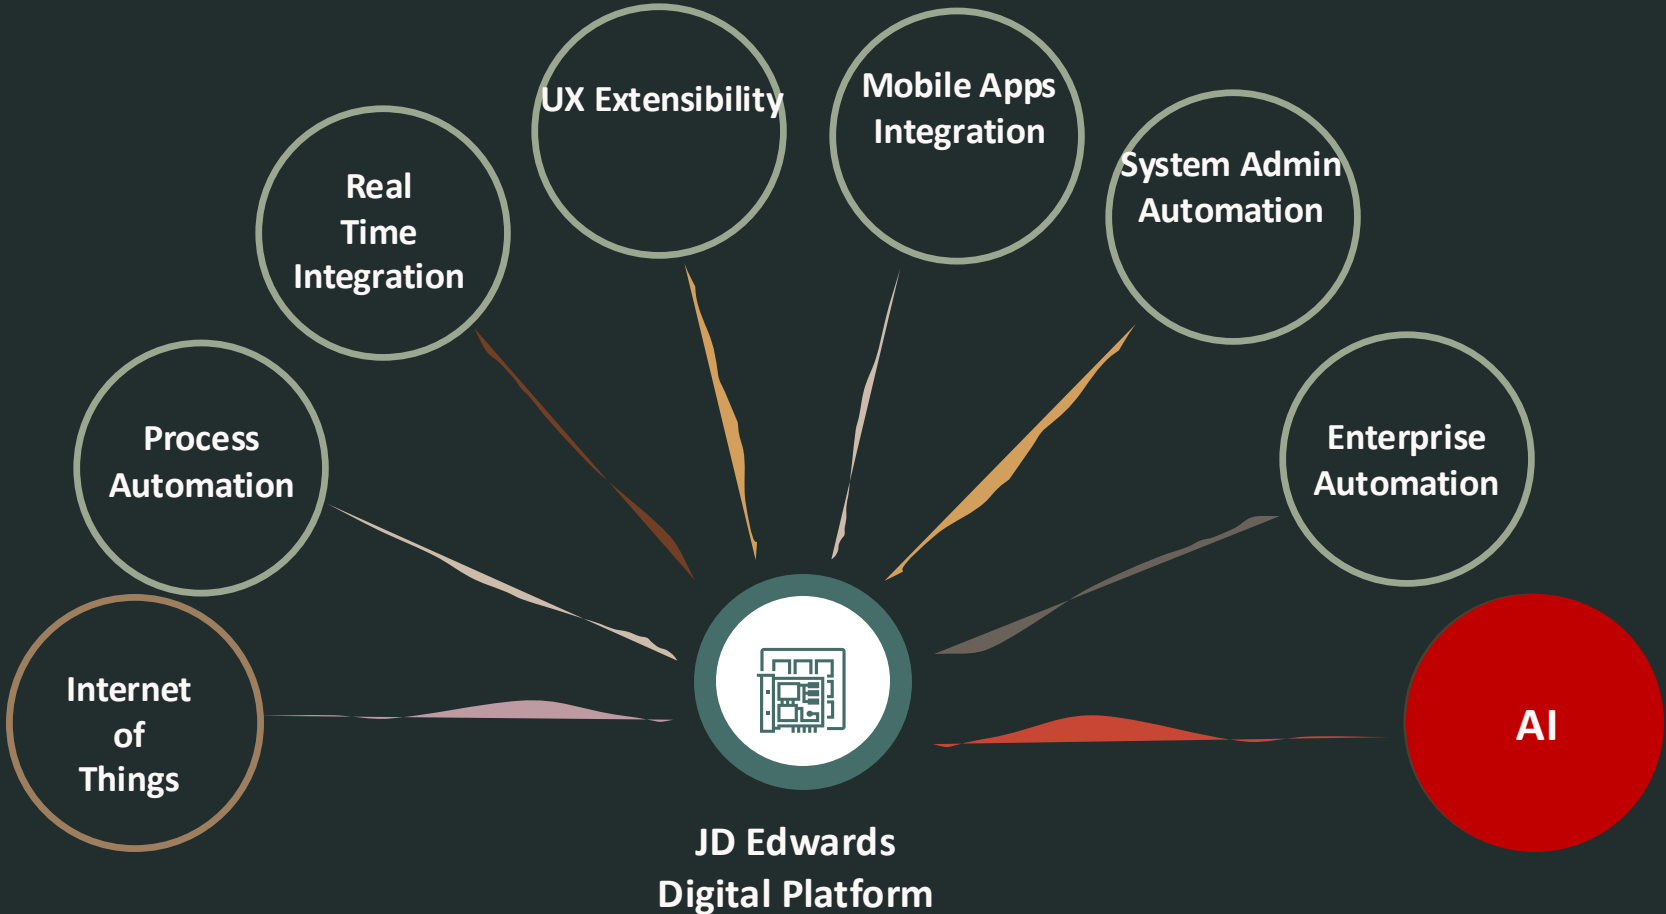 UX Extensibility
Mobile Apps
Integration
System Admin
Automation
Real
Time
Integration
Process
Automation
Enterprise
Automation
Internet
of
Things
AI
JD Edwards
Digital Platform